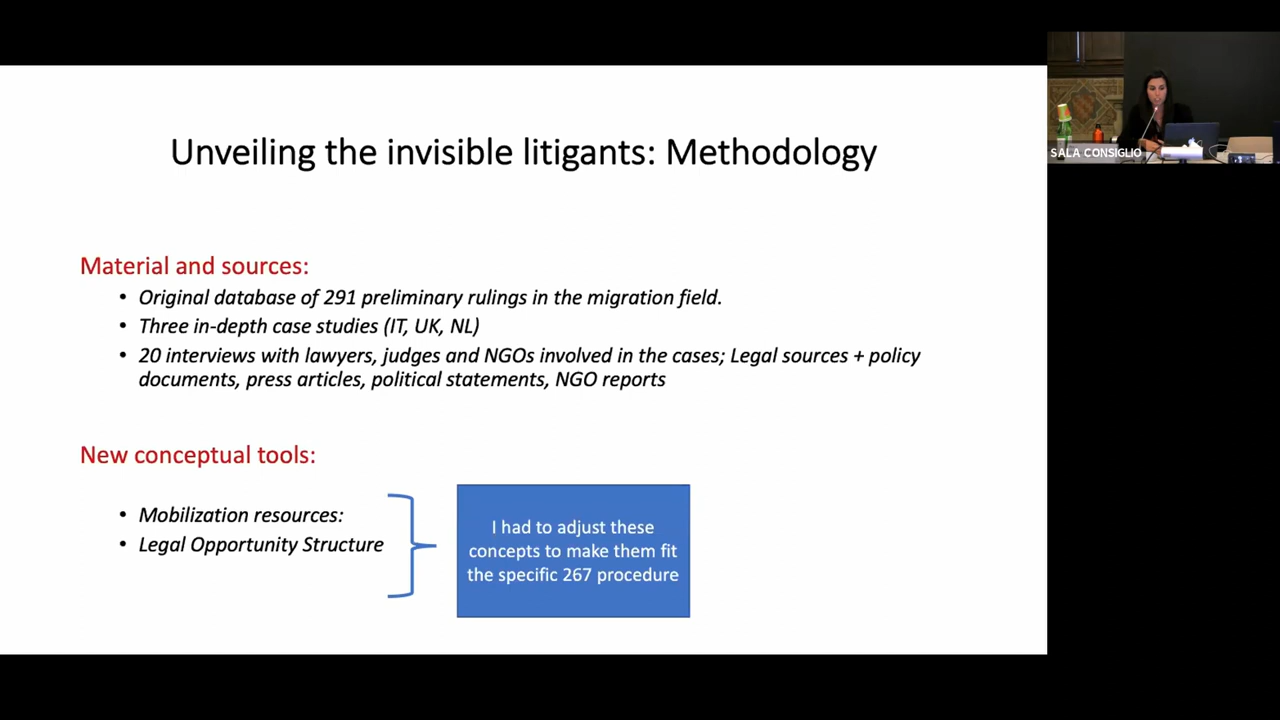 Unveiling the invisible litigants: Methodology
SALA CONSIGLIO
Material and sources:
• Original database of 291 preliminary rulings in the migration field.
• Three in-depth case studies (IT, UK, NL)
• 20 interviews with lawyers, judges and NGOs involved in the cases; Legal sources + policy
documents, press articles, political statements, NGO reports
New conceptual tools:
• Mobilization resources:
• Legal Opportunity Structure
I had to adjust these
concepts to make them fit
the specific 267 procedure